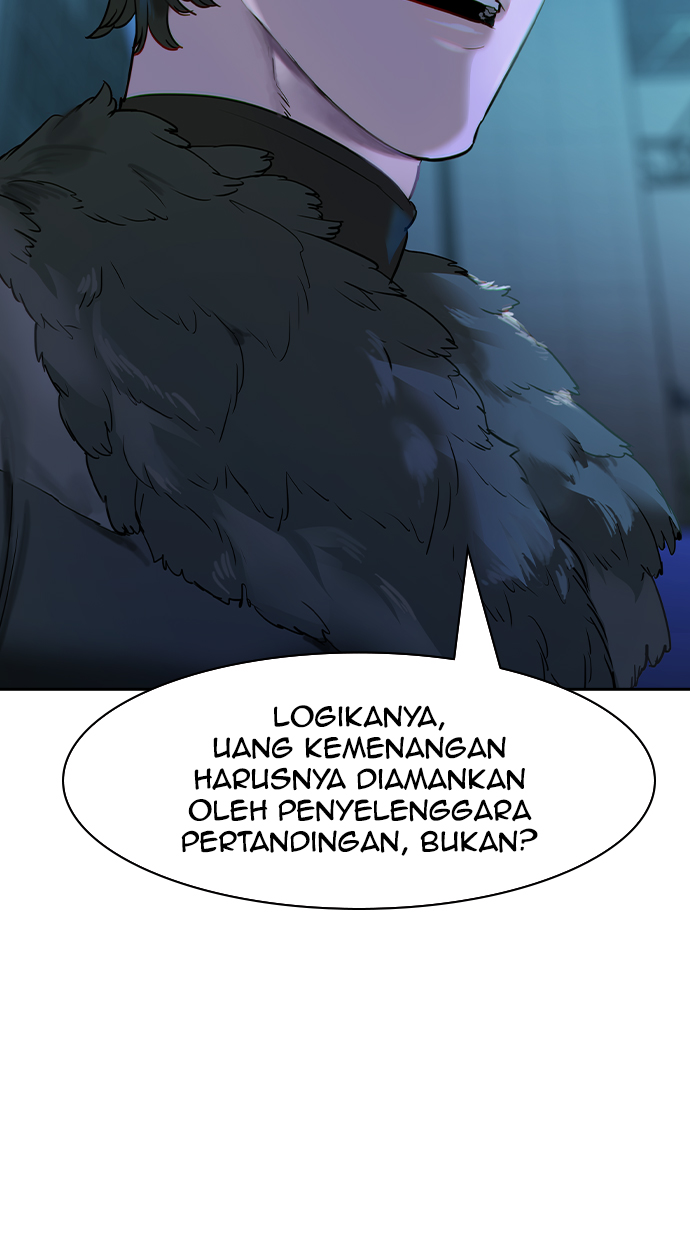 LOGIKANYA,
UANG KEMENANGAN
HARUSNYA DIAMANKAN
OLEH PENYELENGGARA
PERTANDINGAN, BUKAN?